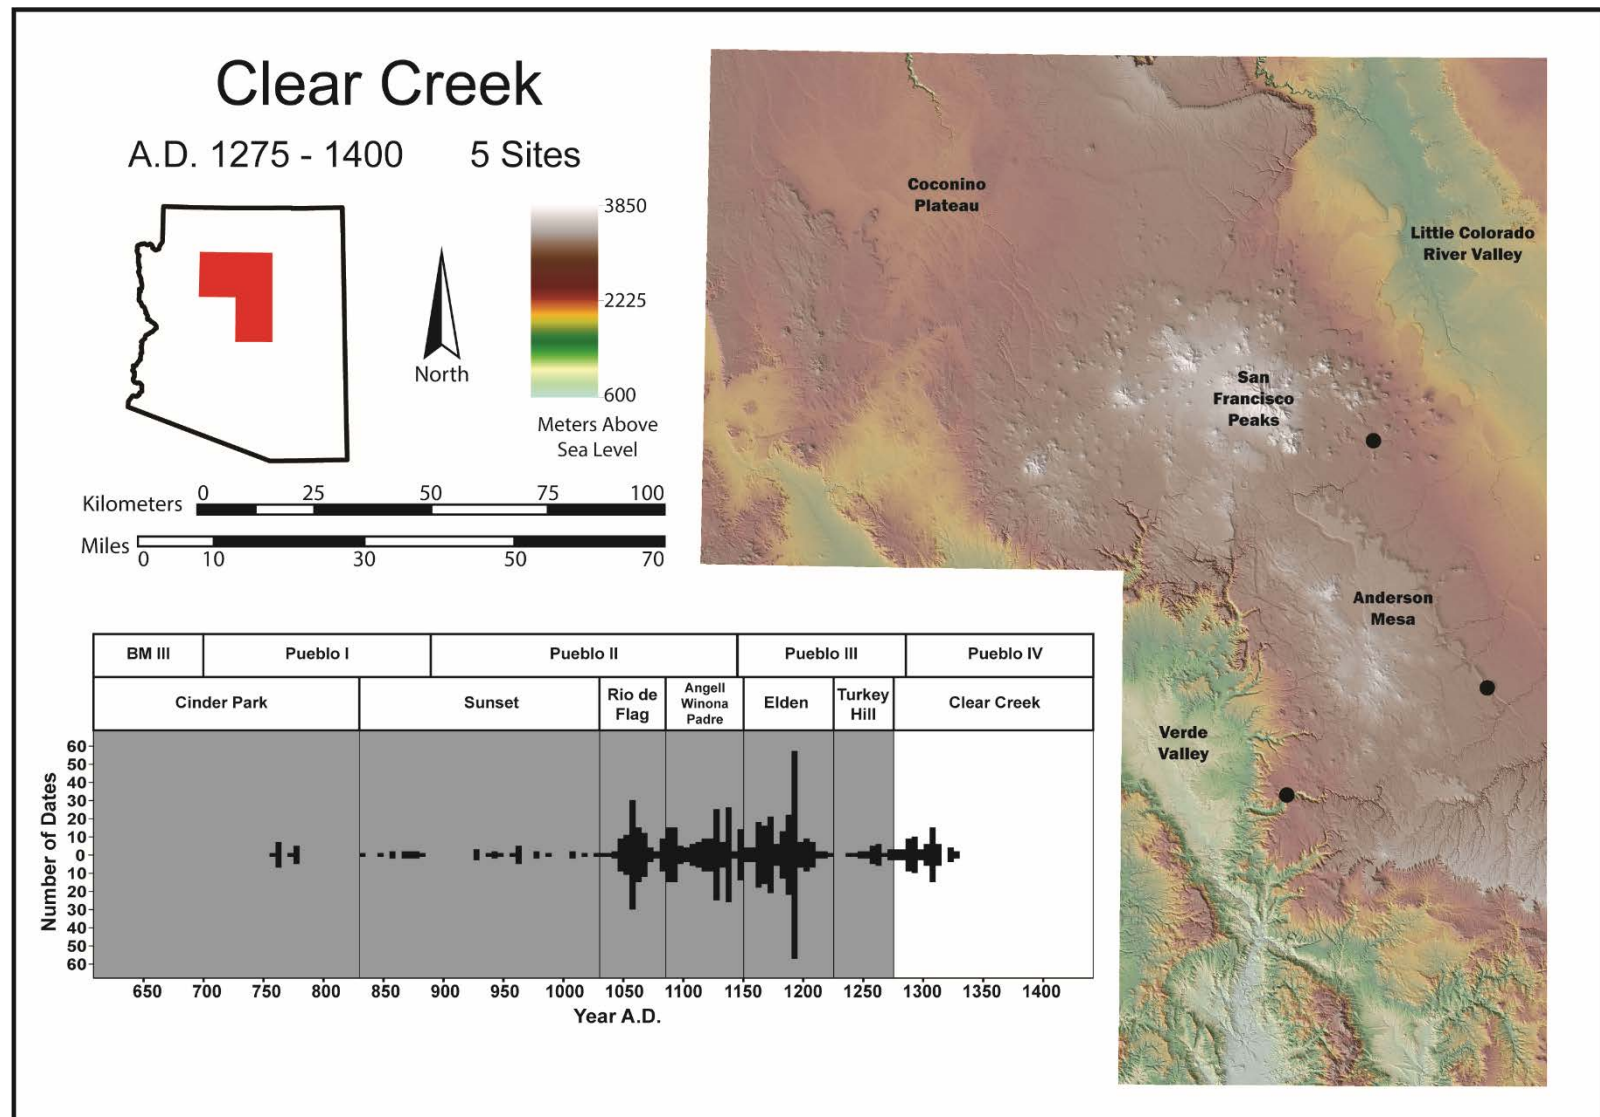 Clear Creek
A.D. 1275 - 1400 5 Sites
3850
2225
600
Meters Above
Sea Level
North
Kilometers 0 25 50 75 100
Miles
0 10 30 50 70
Coconino
Plateau
Little Colorado
River Valley
San
Francisco
Peaks
Anderson
Mesa
Verde
Valley
BM III Pueblo I Pueblo II Pueblo III Pueblo IV
Cinder Park
Sunset
Rio de
Flag
Angell
Winona
Padre
Elden
Turkey
Hill
Clear Creek
Number of Dates
60
50
40
30
20
10
0
10
20
30
40
50
60
650 700 750 800 850 900 950 1000 1050 1100 1150 1200 1250 1300 1350 1400
Year A.D.